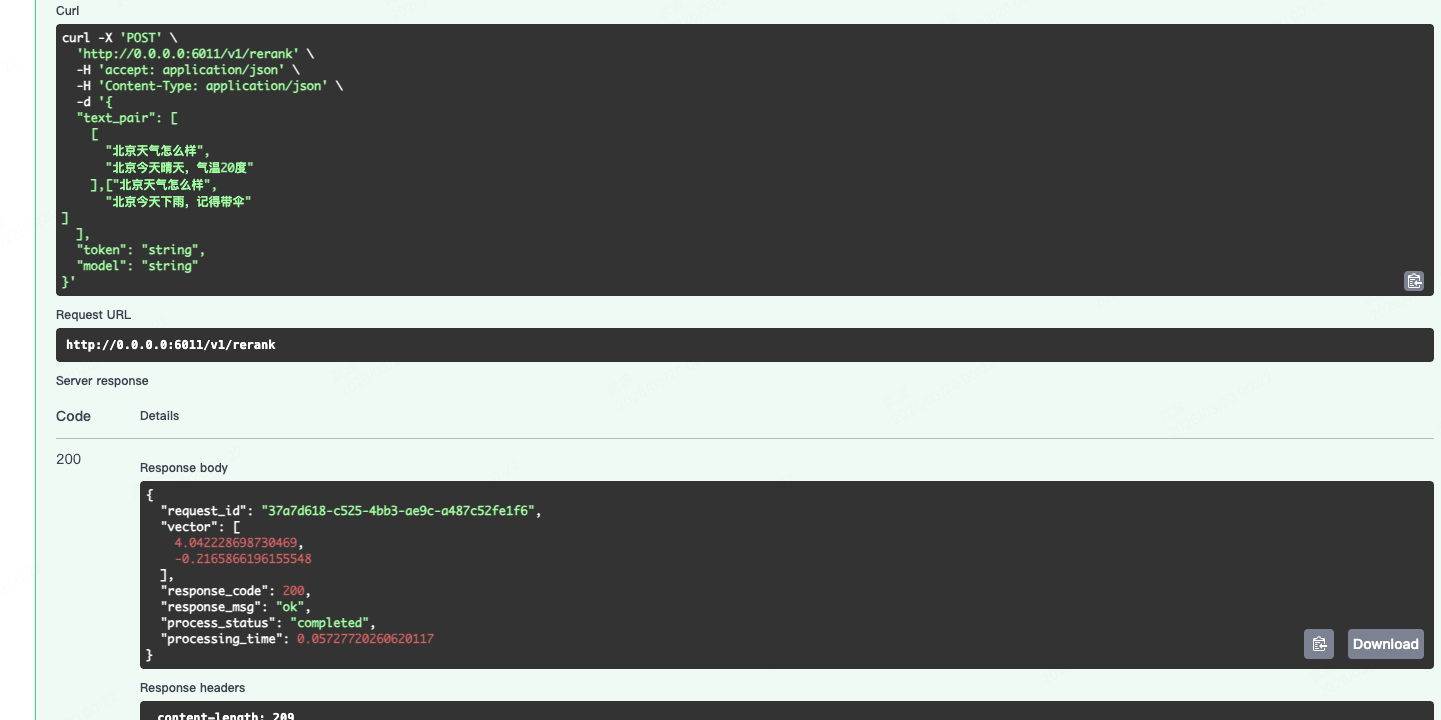 Curl
curl -X 'POST' \
'http://0.0.0.0:6011/v1/rerank' \
-H 'accept: application/json' \
-H 'Content-Type: application/json' \
-d '{
"text_pair": [
[
"北京天气怎么样",
"北京今天晴天，气温20度"
],["北京天气怎么样",
"北京今天下雨，记得带伞"
]
],
"token": "string",
"model": "string"
}'
Request URL
http://0.0.0.0:6011/v1/rerank
Server response
Code Details
200
Response body
{
"request_id": "37a7d618-c525-4bb3-ae9c-a487c52fe1f6",
"vector": [
4.042228698730469,
-0.2165866196155548
],
"response_code": 200,
"response_msg": "ok",
"process_status": "completed",
"processing_time": 0.05727720260620117
}
Download
Response headers
content-length: 209